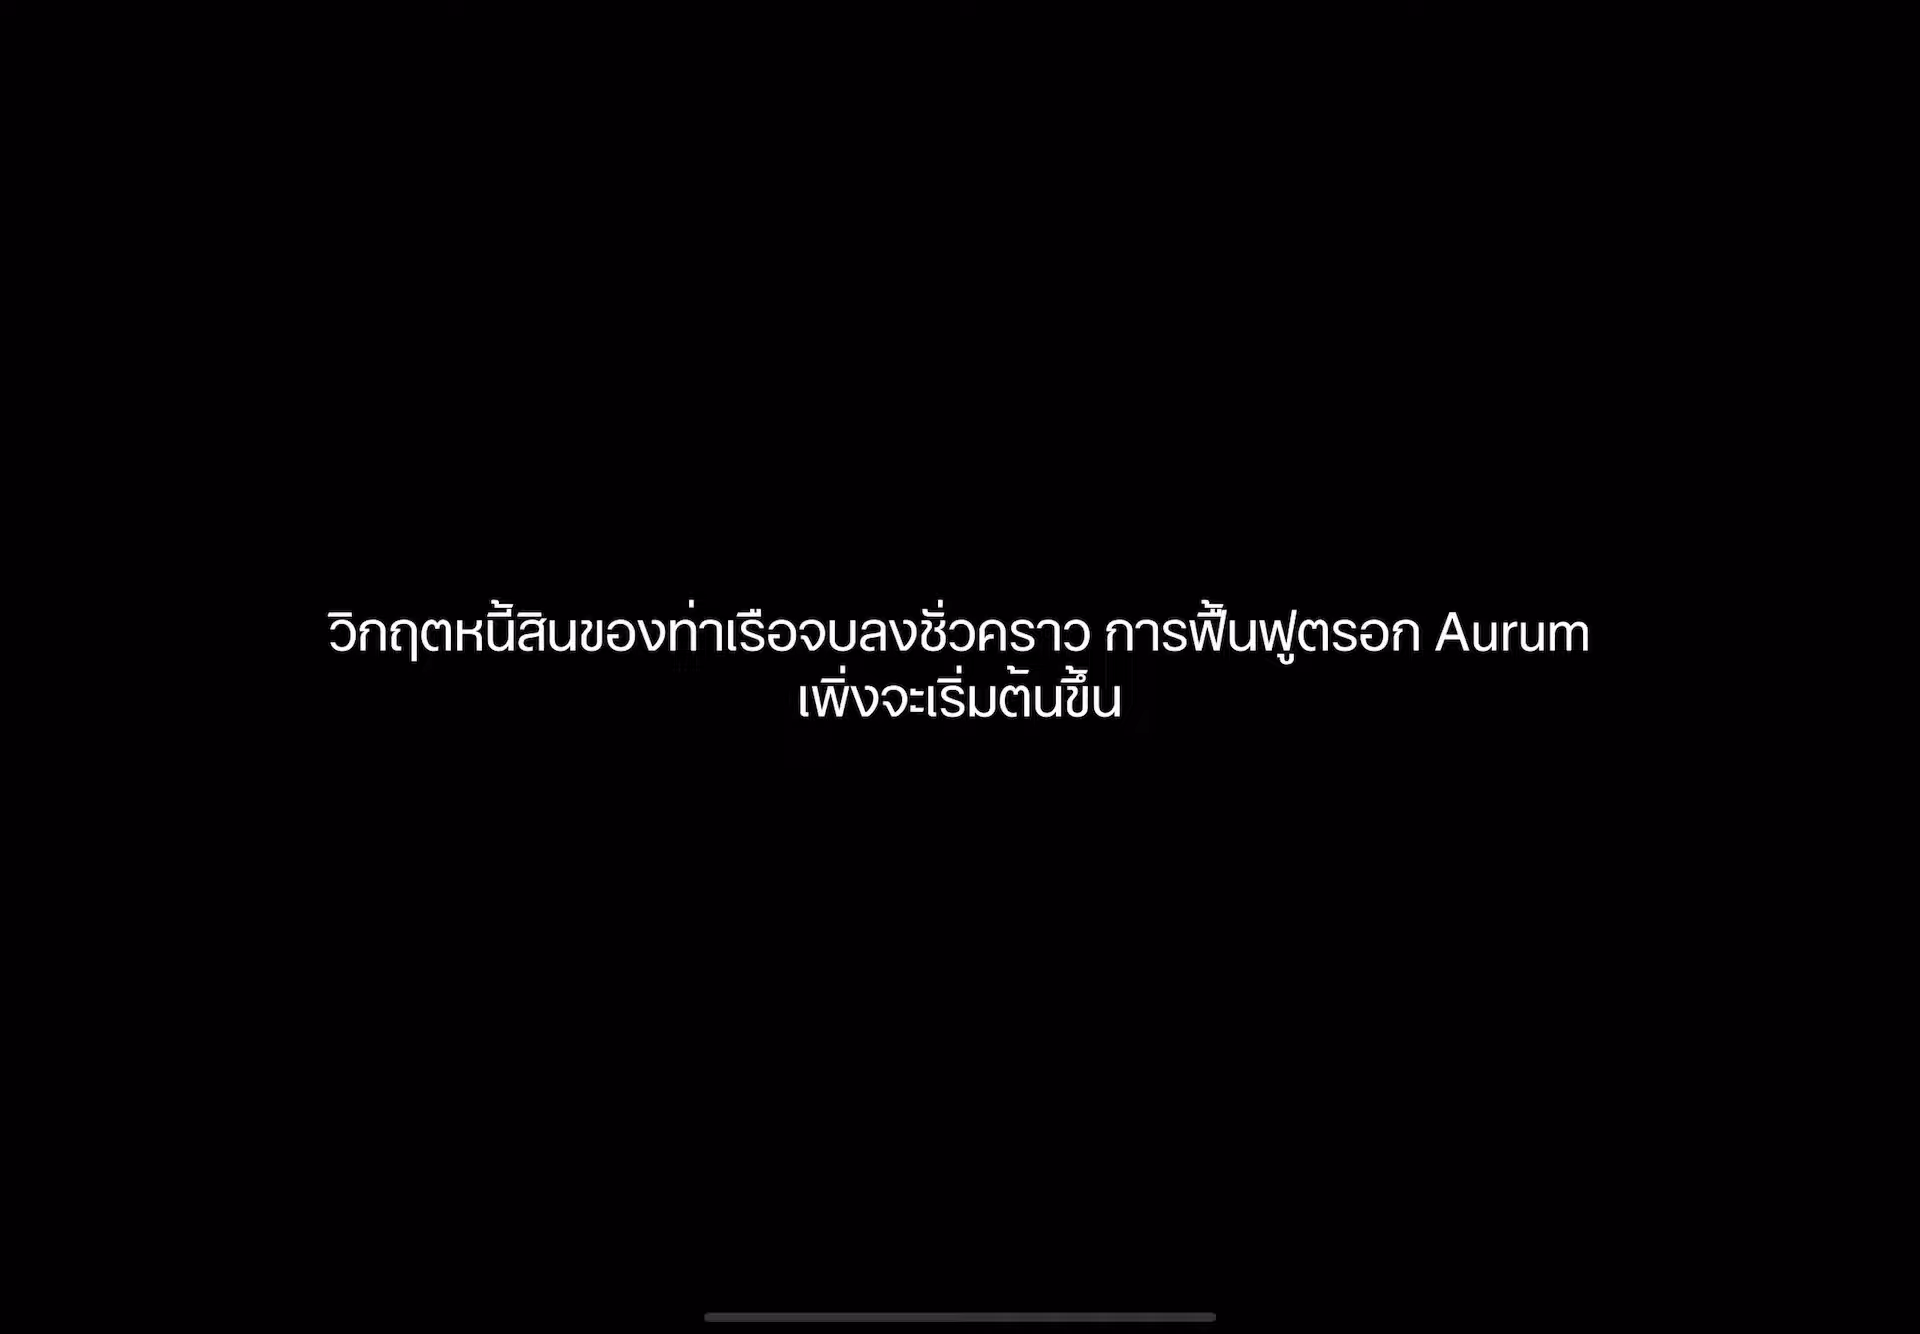 วิกฤตหนี้สินของท่าเรือจบลงชั่วคราว การฟื้นฟูตรอก Aurum
เพิ่งจะเริ่มต้นขึ้น